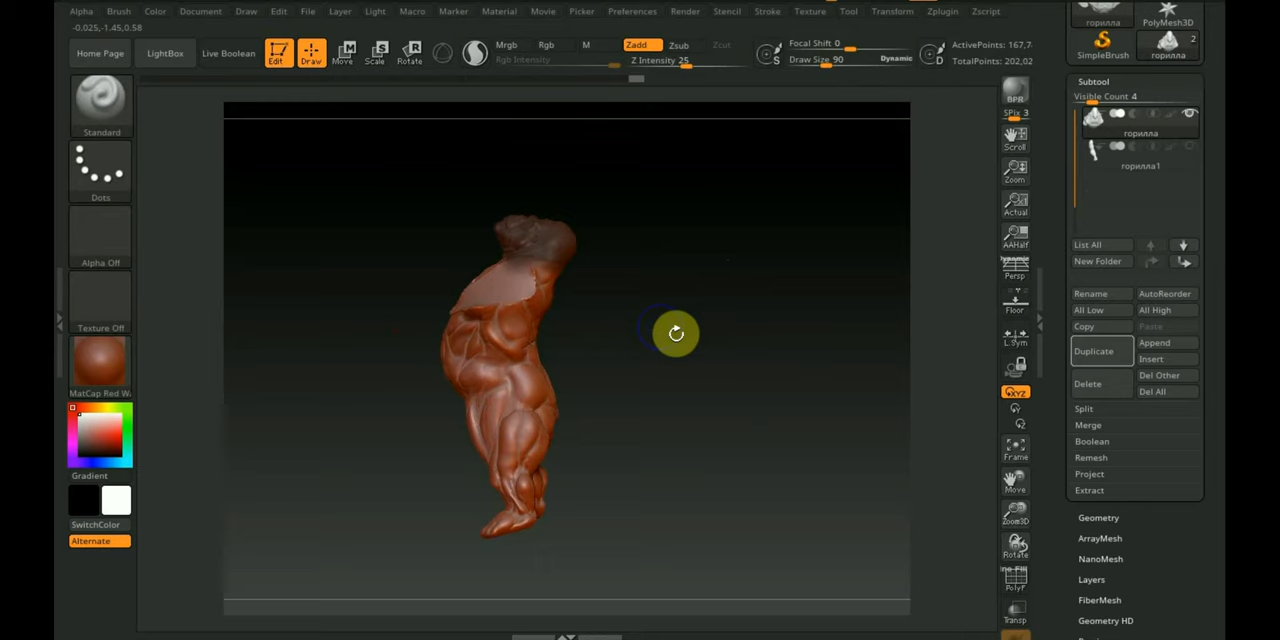 Alpha Brush Color Document Draw Edit File Layer Light Macro Marker Material Movie Picker Preferences Render Stencil Stroke Texture Tool Transform Zplugin Zscript
-0.025,-1.45,0.58
Home Page
LightBox
Live Boolean
Edit
Draw
Move
Scale
Rotate
Mrgb Rgb M
Rgb Intensity
Zadd Zsub Zcut
Z Intensity 25
S
Focal Shift 0
Draw Size 90 Dynamic
D
ActivePoints: 167,7
TotalPoints: 202,02
Standard
Dots
Alpha Off
Texture Off
MatCap Red W
Gradient
SwitchColor
Alternate
BPR
SPix 3
Scroll
Zoom
Actual
AAHalf
Dynamic
Persp
Floor
L.Sym
XYZ
Frame
Move
Zoom3D
Rotate
PolyF
Transp
горилла
PolyMesh3D
2
SimpleBrush
горилла
Subtool
Visible Count 4
горилла
горилла1
List All
New Folder
Rename AutoReorder
All Low All High
Copy Paste
Duplicate
Append
Insert
Delete
Del Other
Del All
Split
Merge
Boolean
Remesh
Project
Extract
Geometry
ArrayMesh
NanoMesh
Layers
FiberMesh
Geometry HD